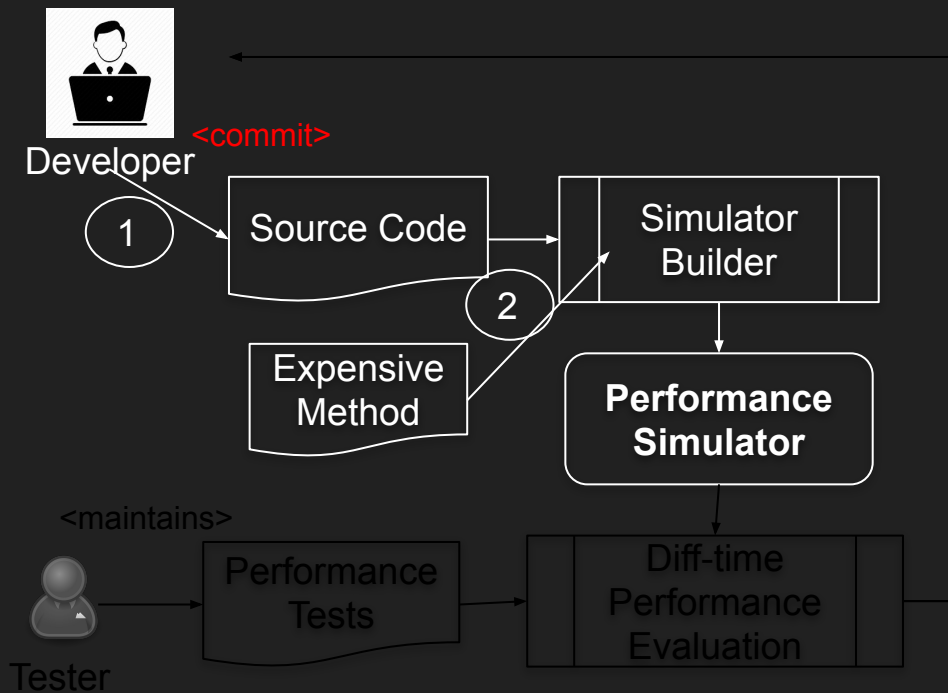 <commit>
Developer
1
Source Code
Simulator
Builder
2
Expensive
Method
Performance
Simulator
<maintains>
Performance
Tests
Diff-time
Performance
Evaluation
Tester